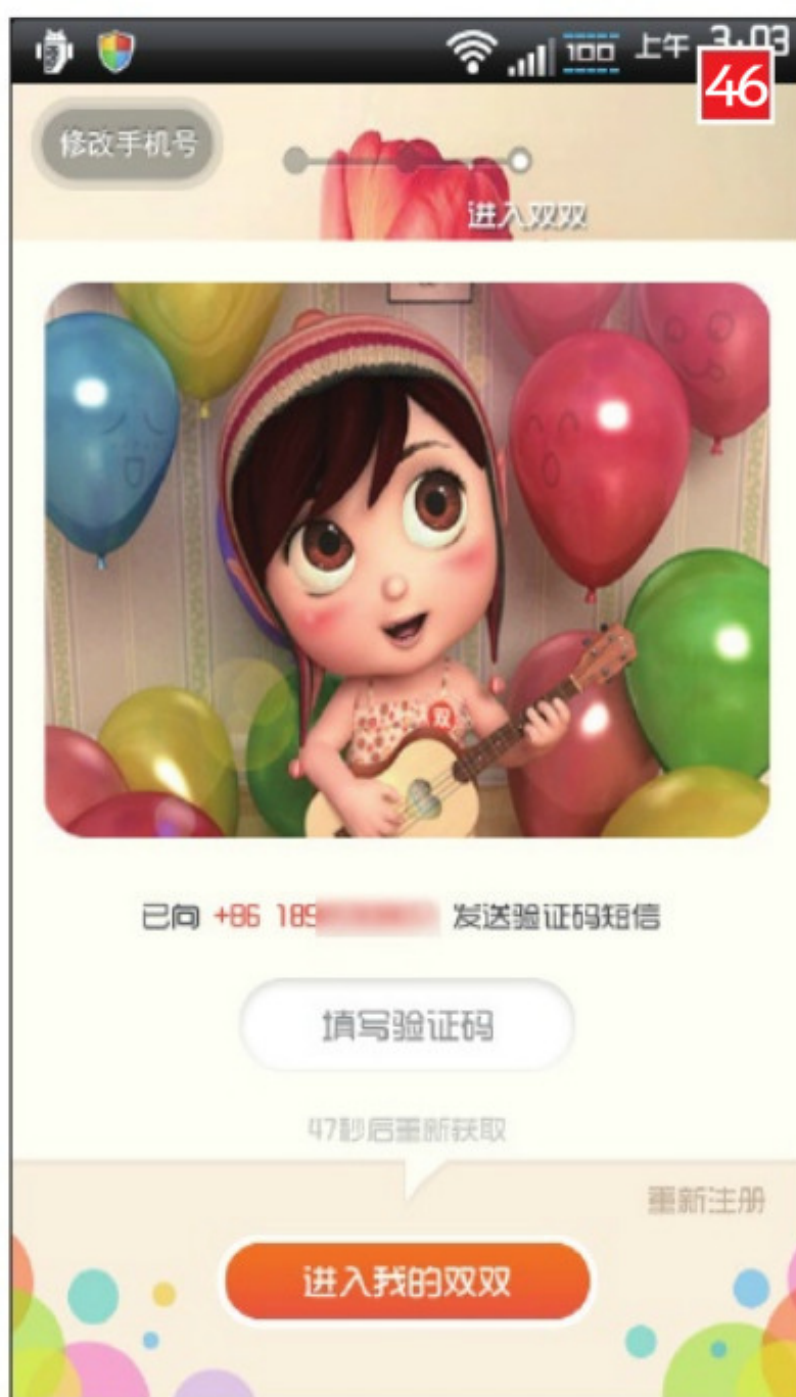 100 上午 3:03
46
修改手机号
进入双双
双
已向 +86 189 发送验证码短信
填写验证码
47秒后重新获取
重新注册
进入我的双双